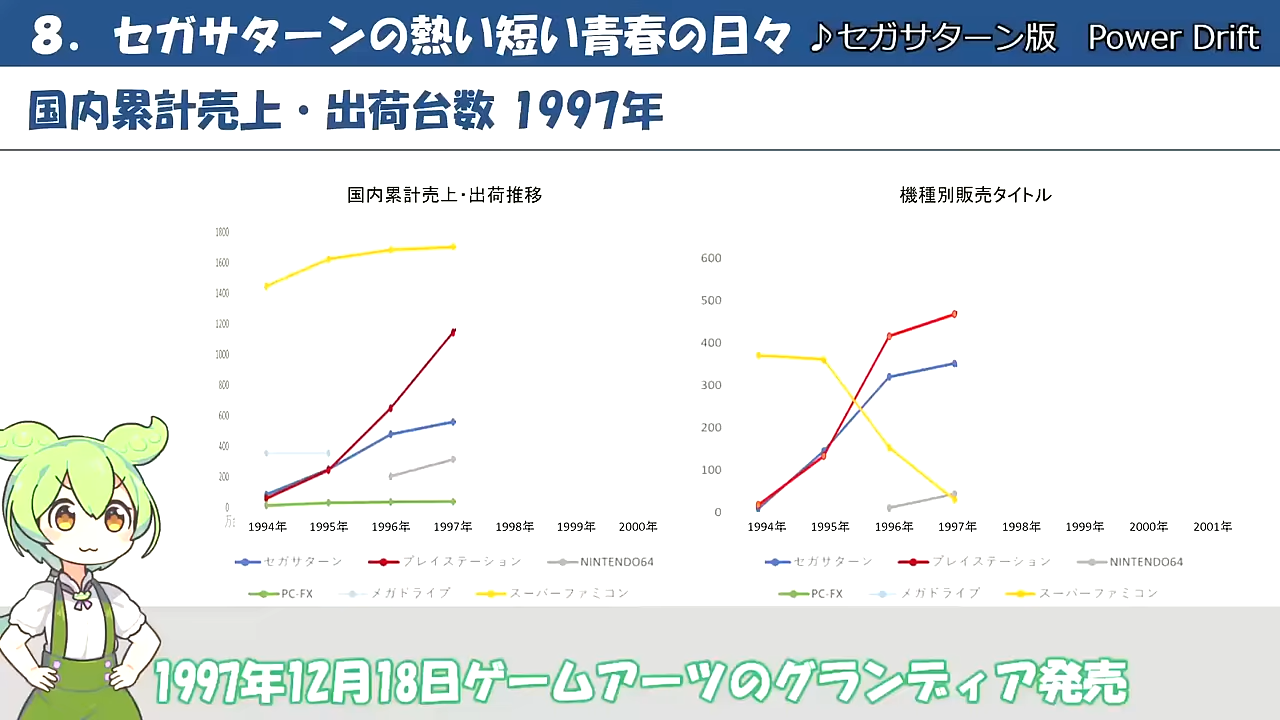 8. セガサターンの熱い短い青春の日々
♪セガサターン版 Power Drift
国内累計売上・出荷台数 1997年
国内累計売上・出荷推移
1800
1600
1400
1200
1000
800
600
400
200
0
1994年 1995年 1996年 1997年 1998年 1999年 2000年
セガサターン プレイステーション NINTENDO64
PC-FX メガドライブ スーパーファミコン
機種別販売タイトル
600
500
400
300
200
100
0
1994年 1995年 1996年 1997年 1998年 1999年 2000年 2001年
セガサターン プレイステーション NINTENDO64
PC-FX メガドライブ スーパーファミコン
1997年12月18日ゲームアーツのグランディア発売